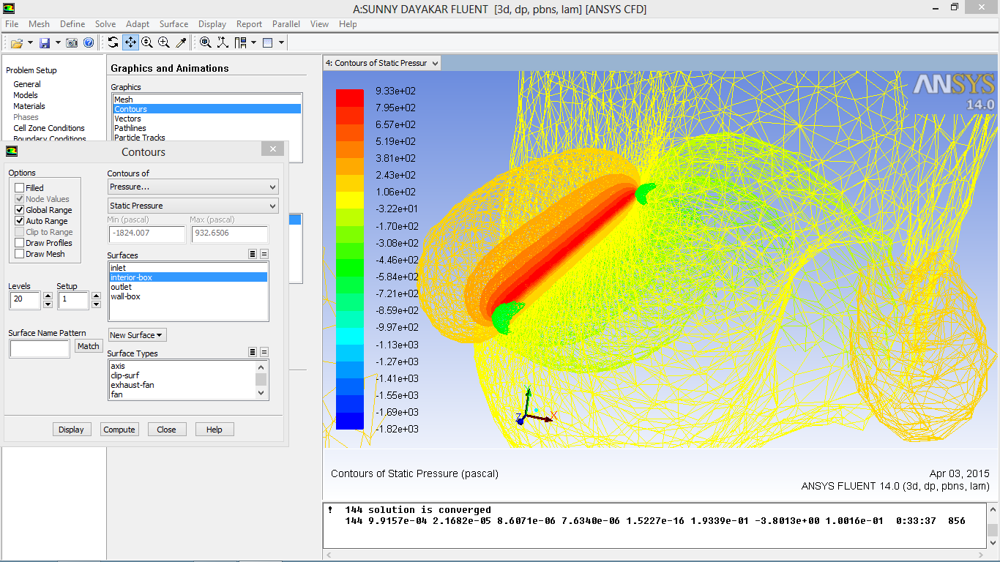 A:SUNNY DAYAKAR FLUENT [3d, dp, pbns, lam] [ANSYS CFD]
File Mesh Define Solve Adapt Surface Display Report Parallel View Help
Problem Setup
General
Models
Materials
Phases
Cell Zone Conditions
Boundary Conditions
Graphics and Animations
Graphics
Mesh
Contours
Vectors
Pathlines
Particle Tracks
Contours
Options
Filled
Node Values
Global Range
Auto Range
Clip to Range
Draw Profiles
Draw Mesh
Levels
20
Setup
1
Surface Name Pattern
Match
Contours of
Pressure...
Static Pressure
Min (pascal) Max (pascal)
-1824.007 932.6506
Surfaces
inlet
interior-box
outlet
wall-box
New Surface
Surface Types
axis
clip-surf
exhaust-fan
fan
Display Compute Close Help
4: Contours of Static Pressur
9.33e+02
7.95e+02
6.57e+02
5.19e+02
3.81e+02
2.43e+02
1.06e+02
-3.22e+01
-1.70e+02
-3.08e+02
-4.46e+02
-5.84e+02
-7.21e+02
-8.59e+02
-9.97e+02
-1.13e+03
-1.27e+03
-1.41e+03
-1.55e+03
-1.69e+03
-1.82e+03
ANSYS
14.0
Y
Z X
Contours of Static Pressure (pascal)
Apr 03, 2015
ANSYS FLUENT 14.0 (3d, dp, pbns, lam)
! 144 solution is converged
144 9.9157e-04 2.1682e-05 8.6071e-06 7.6340e-06 1.5227e-16 1.9339e-01 -3.8013e+00 1.0016e-01 0:33:37 856